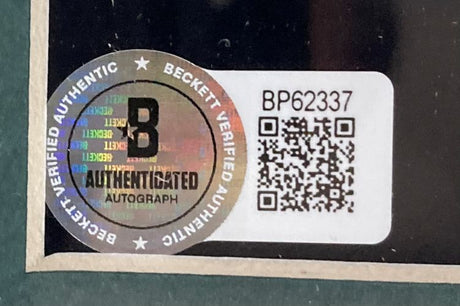 BECKETT VERIFIED AUTHENTIC ★ BECKETT VERIFIED AUTHENTIC ★
B
AUTHENTICATED
AUTOGRAPH
BP62337